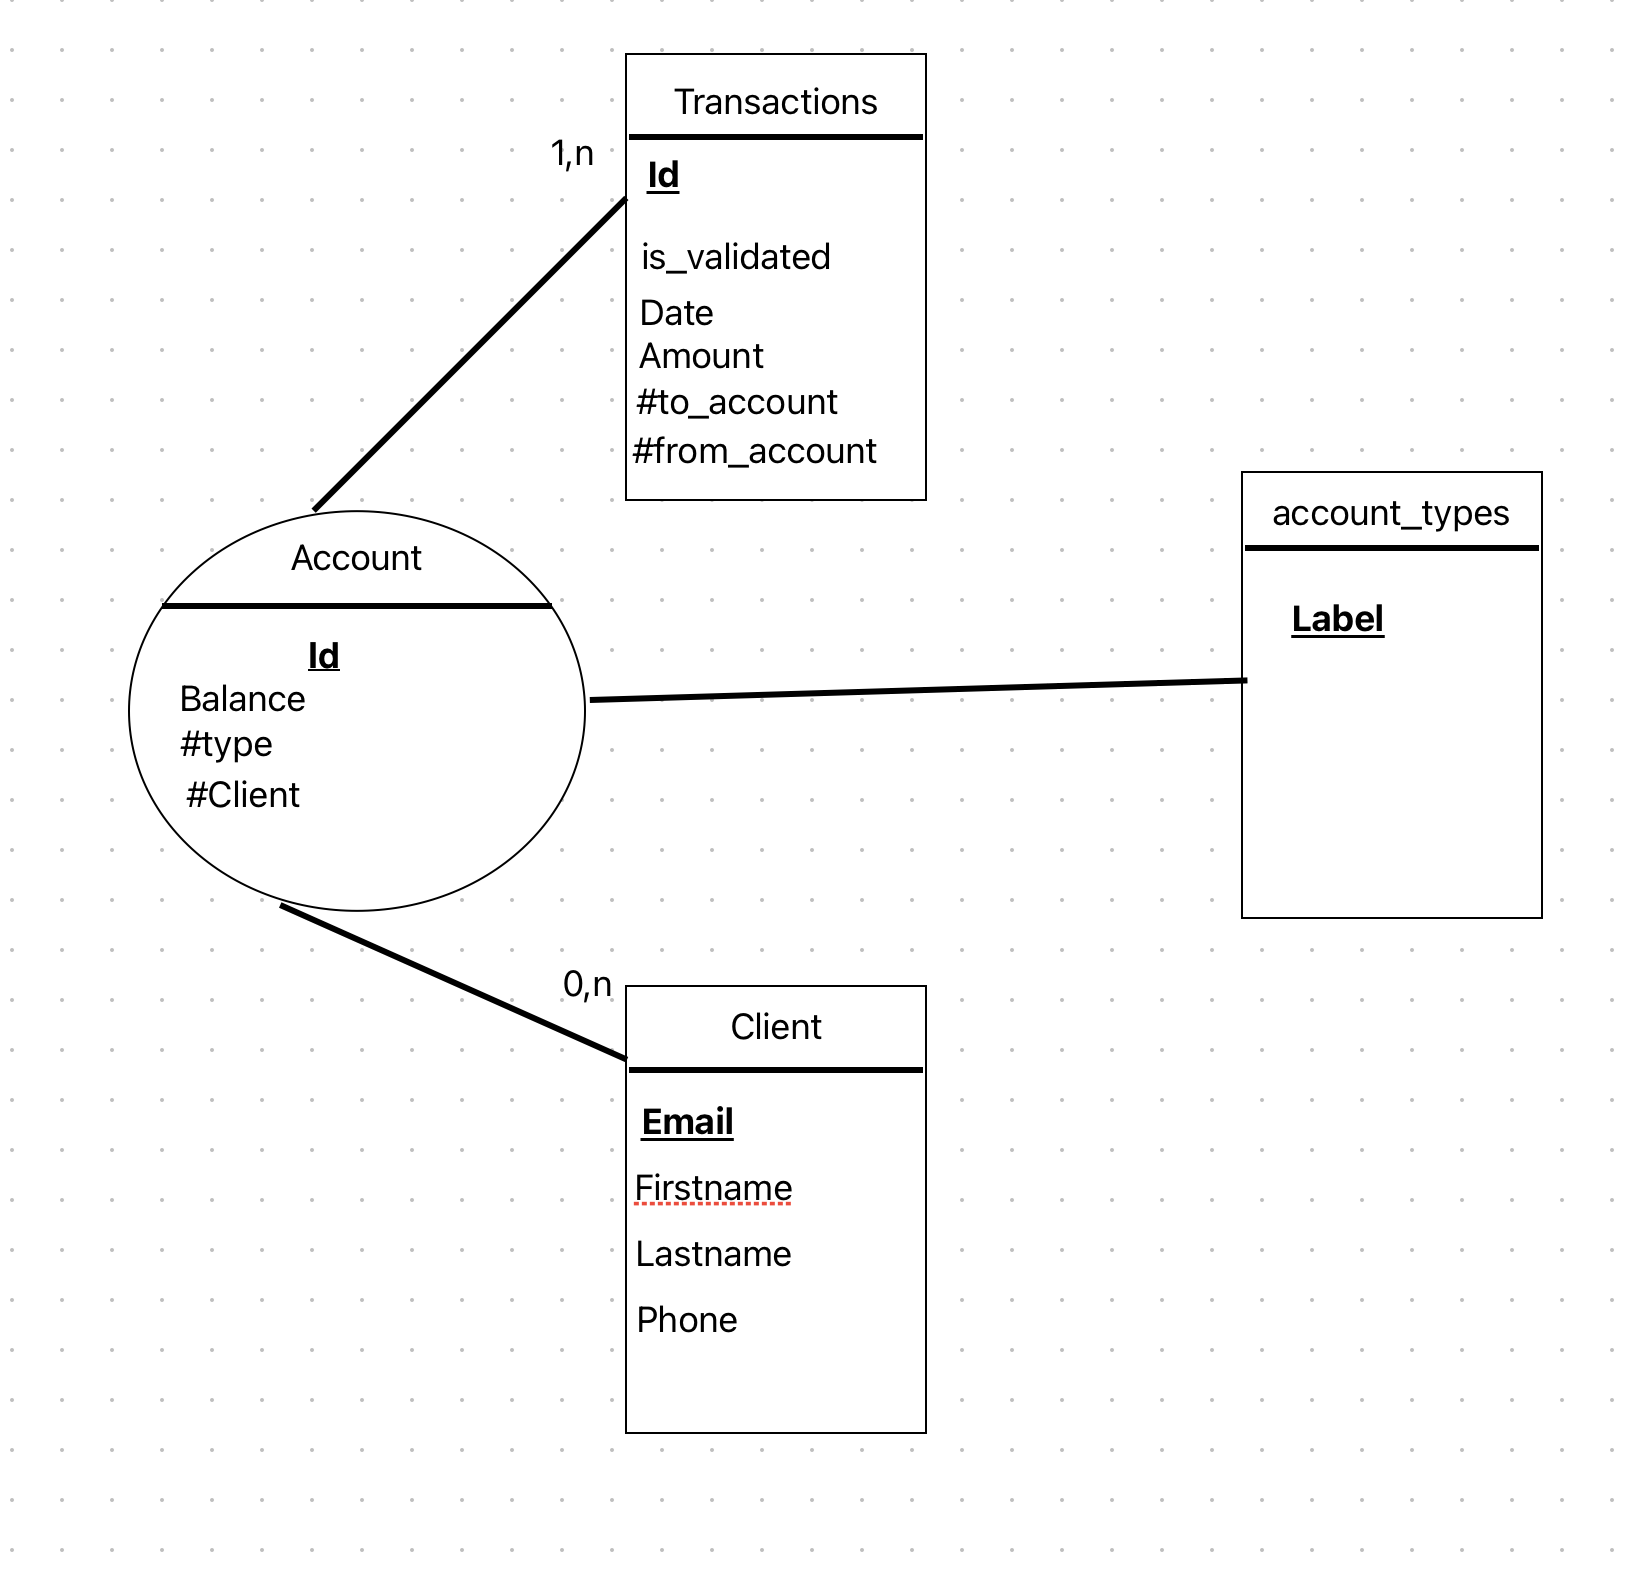 Transactions
1,n
Id
is_validated
Date
Amount
#to_account
#from_account
account_types
Label
Account
Id
Balance
#type
#Client
0,n
Client
Email
Firstname
Lastname
Phone